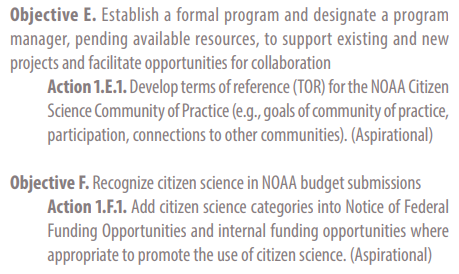 Objective E. Establish a formal program and designate a program
manager, pending available resources, to support existing and new
projects and facilitate opportunities for collaboration
Action 1.E.1. Develop terms of reference (TOR) for the NOAA Citizen
Science Community of Practice (e.g., goals of community of practice,
participation, connections to other communities). (Aspirational)
Objective F. Recognize citizen science in NOAA budget submissions
Action 1.F.1. Add citizen science categories into Notice of Federal
Funding Opportunities and internal funding opportunities where
appropriate to promote the use of citizen science. (Aspirational)